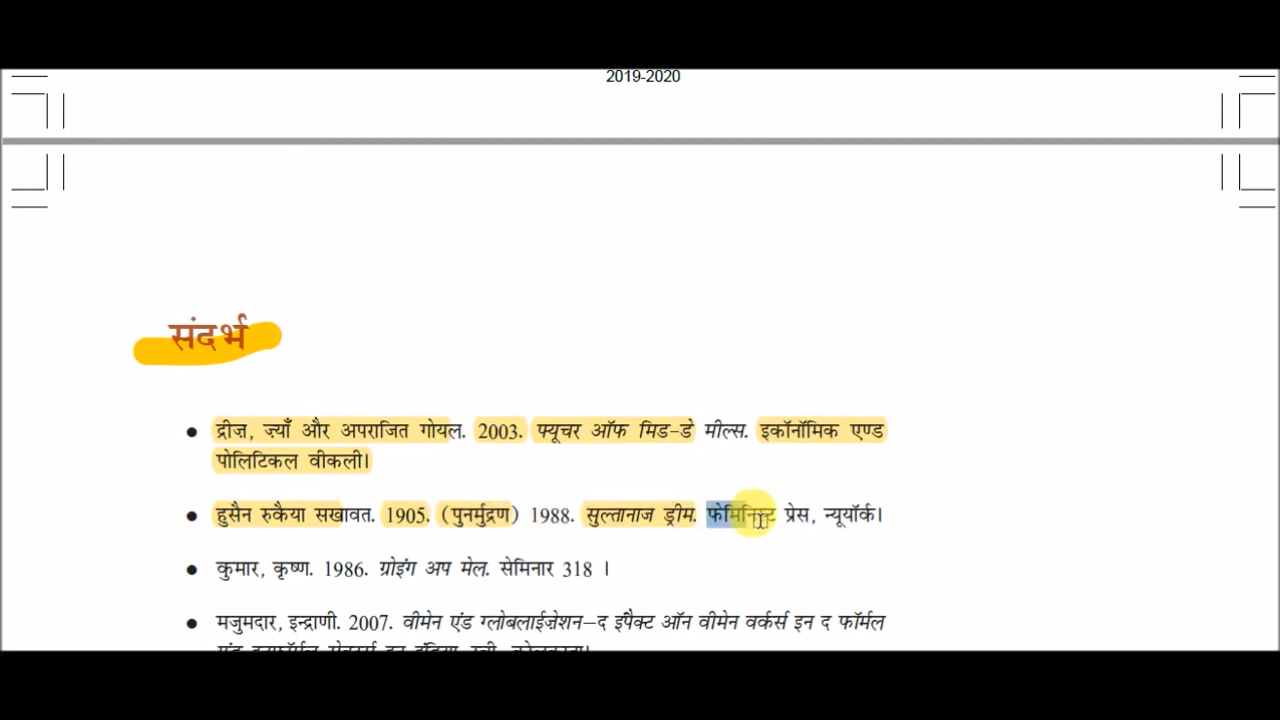 2019-2020
संदर्भ
● द्रीज़, ज़्याँ और अपराजित गोयल. 2003. फ्यूचर ऑफ मिड-डे मील्स. इकॉनॉमिक एण्ड
पोलिटिकल वीकली।
● हुसैन रुकैया सखावत. 1905. (पुनर्मुद्रण) 1988. सुल्तानाज ड्रीम. फेमिनिस्ट प्रेस, न्यूयॉर्क।
● कुमार, कृष्ण. 1986. ग्रोइंग अप मेल. सेमिनार 318 ।
● मजुमदार, इन्द्राणी. 2007. वीमेन एंड ग्लोबलाईज़ेशन–द इंपैक्ट ऑन वीमेन वर्कर्स इन द फॉर्मल